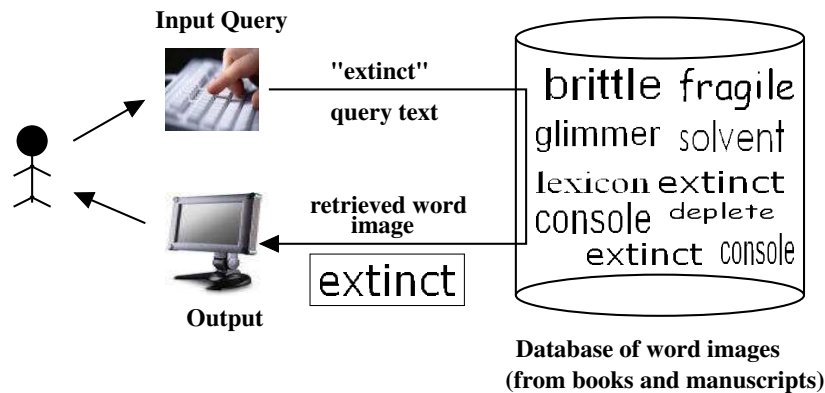 Input Query
"extinct"
query text
retrieved word
image
extinct
Output
brittle fragile
glimmer solvent
lexicon extinct
console deplete
extinct console
Database of word images
(from books and manuscripts)